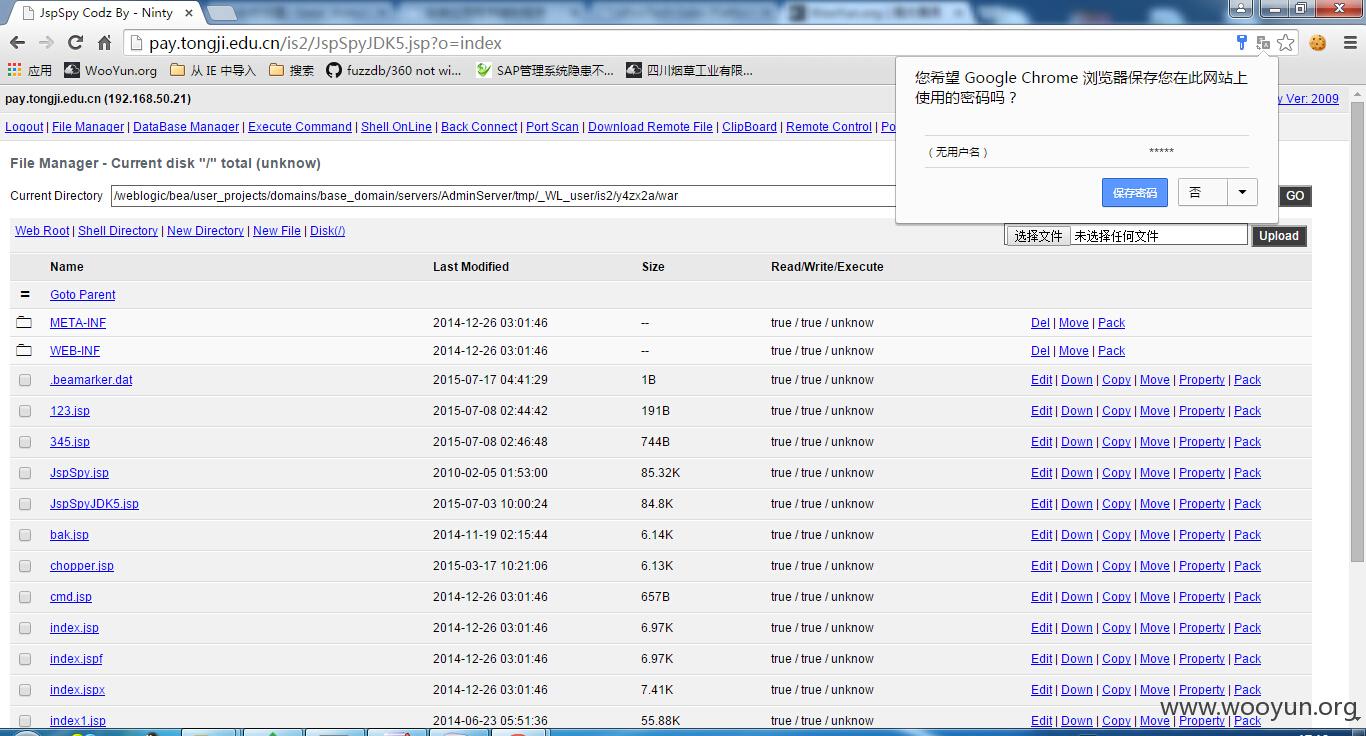 JspSpy Codz By - Ninty
pay.tongji.edu.cn/is2/JspSpyJDK5.jsp?o=index
应用 WooYun.org 从 IE 中导入 搜索 fuzzdb/360 not wi... SAP管理系统隐患不... 四川烟草工业有限...
您希望 Google Chrome 浏览器保存您在此网站上
使用的密码吗？
（无用户名） *****
保存密码 否
pay.tongji.edu.cn (192.168.50.21) y Ver: 2009
Logout | File Manager | DataBase Manager | Execute Command | Shell OnLine | Back Connect | Port Scan | Download Remote File | ClipBoard | Remote Control | Po
File Manager - Current disk "/" total (unknow)
Current Directory /weblogic/bea/user_projects/domains/base_domain/servers/AdminServer/tmp/_WL_user/is2/y4zx2a/war GO
Web Root | Shell Directory | New Directory | New File | Disk(/) 选择文件 未选择任何文件 Upload
Name Last Modified Size Read/Write/Execute
= Goto Parent
META-INF 2014-12-26 03:01:46 -- true / true / unknow Del | Move | Pack
WEB-INF 2014-12-26 03:01:46 -- true / true / unknow Del | Move | Pack
.beamarker.dat 2015-07-17 04:41:29 1B true / true / unknow Edit | Down | Copy | Move | Property | Pack
123.jsp 2015-07-08 02:44:42 191B true / true / unknow Edit | Down | Copy | Move | Property | Pack
345.jsp 2015-07-08 02:46:48 744B true / true / unknow Edit | Down | Copy | Move | Property | Pack
JspSpy.jsp 2010-02-05 01:53:00 85.32K true / true / unknow Edit | Down | Copy | Move | Property | Pack
JspSpyJDK5.jsp 2015-07-03 10:00:24 84.8K true / true / unknow Edit | Down | Copy | Move | Property | Pack
bak.jsp 2014-11-19 02:15:44 6.14K true / true / unknow Edit | Down | Copy | Move | Property | Pack
chopper.jsp 2015-03-17 10:21:06 6.13K true / true / unknow Edit | Down | Copy | Move | Property | Pack
cmd.jsp 2014-12-26 03:01:46 657B true / true / unknow Edit | Down | Copy | Move | Property | Pack
index.jsp 2014-12-26 03:01:46 6.97K true / true / unknow Edit | Down | Copy | Move | Property | Pack
index.jspf 2014-12-26 03:01:46 6.97K true / true / unknow Edit | Down | Copy | Move | Property | Pack
index.jspx 2014-12-26 03:01:46 7.41K true / true / unknow Edit | Down | Copy | Move | Property | Pack
index1.jsp 2014-06-23 05:51:36 55.88K true / true / unknow Edit | Down | Copy | Move | Property | Pack
www.wooyun.org